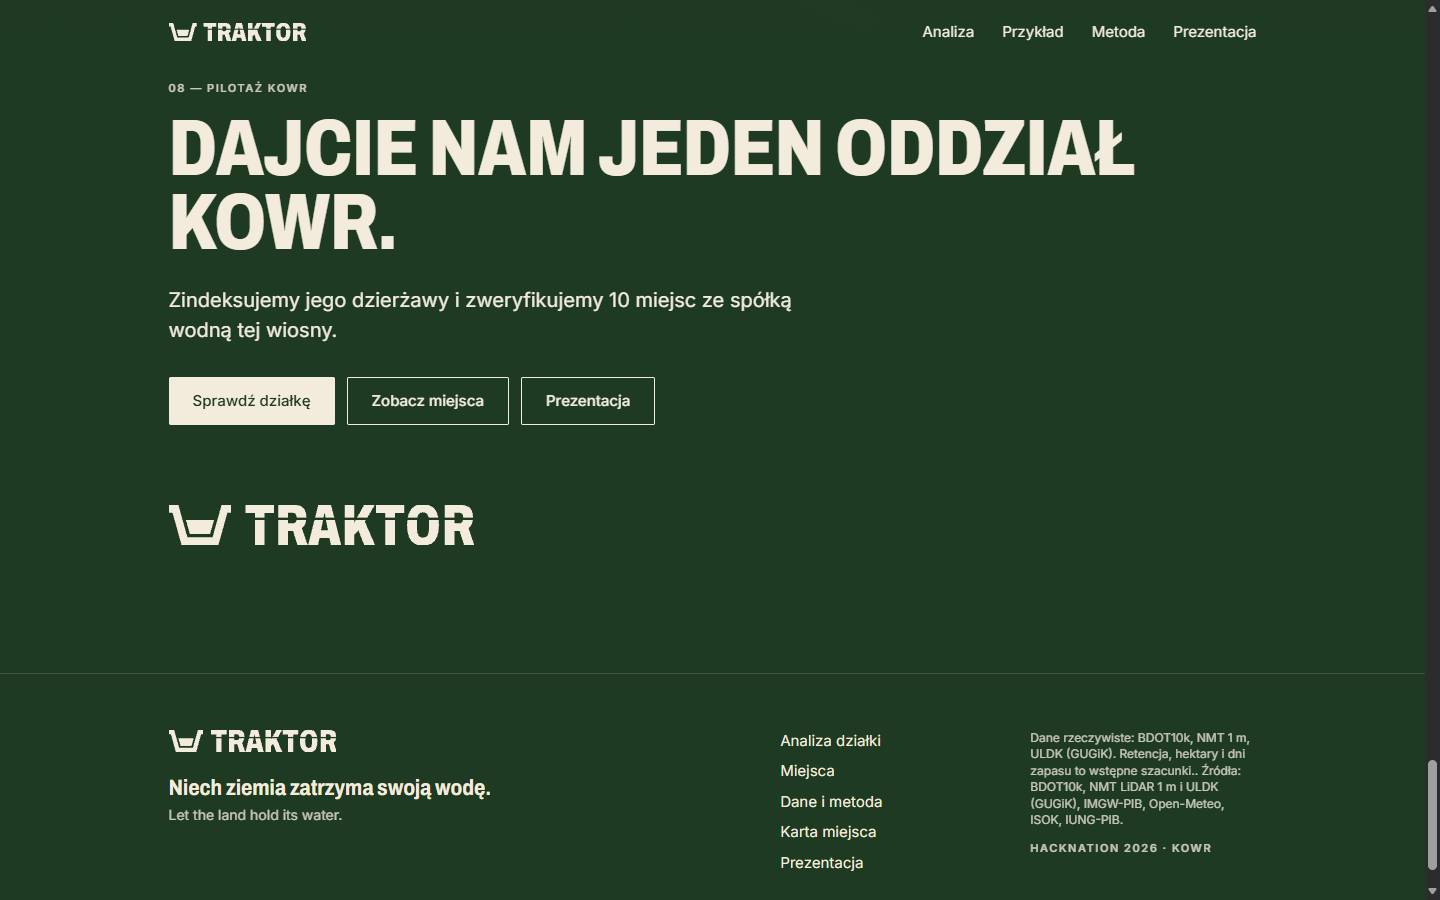 TRAKTOR
Analiza
Przykład
Metoda
Prezentacja
08 — PILOTAŻ KOWR
DAJCIE NAM JEDEN ODDZIAŁ
KOWR.
Zindeksujemy jego dzierżawy i zweryfikujemy 10 miejsc ze spółką
wodną tej wiosny.
Sprawdź działkę
Zobacz miejsca
Prezentacja
TRAKTOR
TRAKTOR
Niech ziemia zatrzyma swoją wodę.
Let the land hold its water.
Analiza działki
Miejsca
Dane i metoda
Karta miejsca
Prezentacja
Dane rzeczywiste: BDOT10k, NMT 1 m,
ULDK (GUGiK). Retencja, hektary i dni
zapasu to wstępne szacunki.. Źródła:
BDOT10k, NMT LiDAR 1 m i ULDK
(GUGiK), IMGW-PIB, Open-Meteo,
ISOK, IUNG-PIB.
HACKNATION 2026 · KOWR